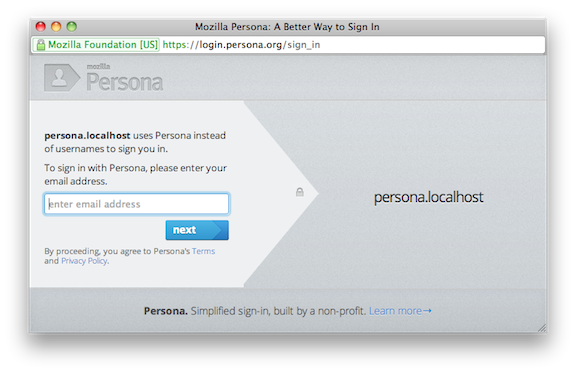 Mozilla Persona: A Better Way to Sign In
Mozilla Foundation [US] https://login.persona.org/sign_in
mozilla
Persona
persona.localhost uses Persona instead
of usernames to sign you in.
To sign in with Persona, please enter your
email address.
enter email address
next
By proceeding, you agree to Persona's Terms
and Privacy Policy.
persona.localhost
Persona. Simplified sign-in, built by a non-profit. Learn more→